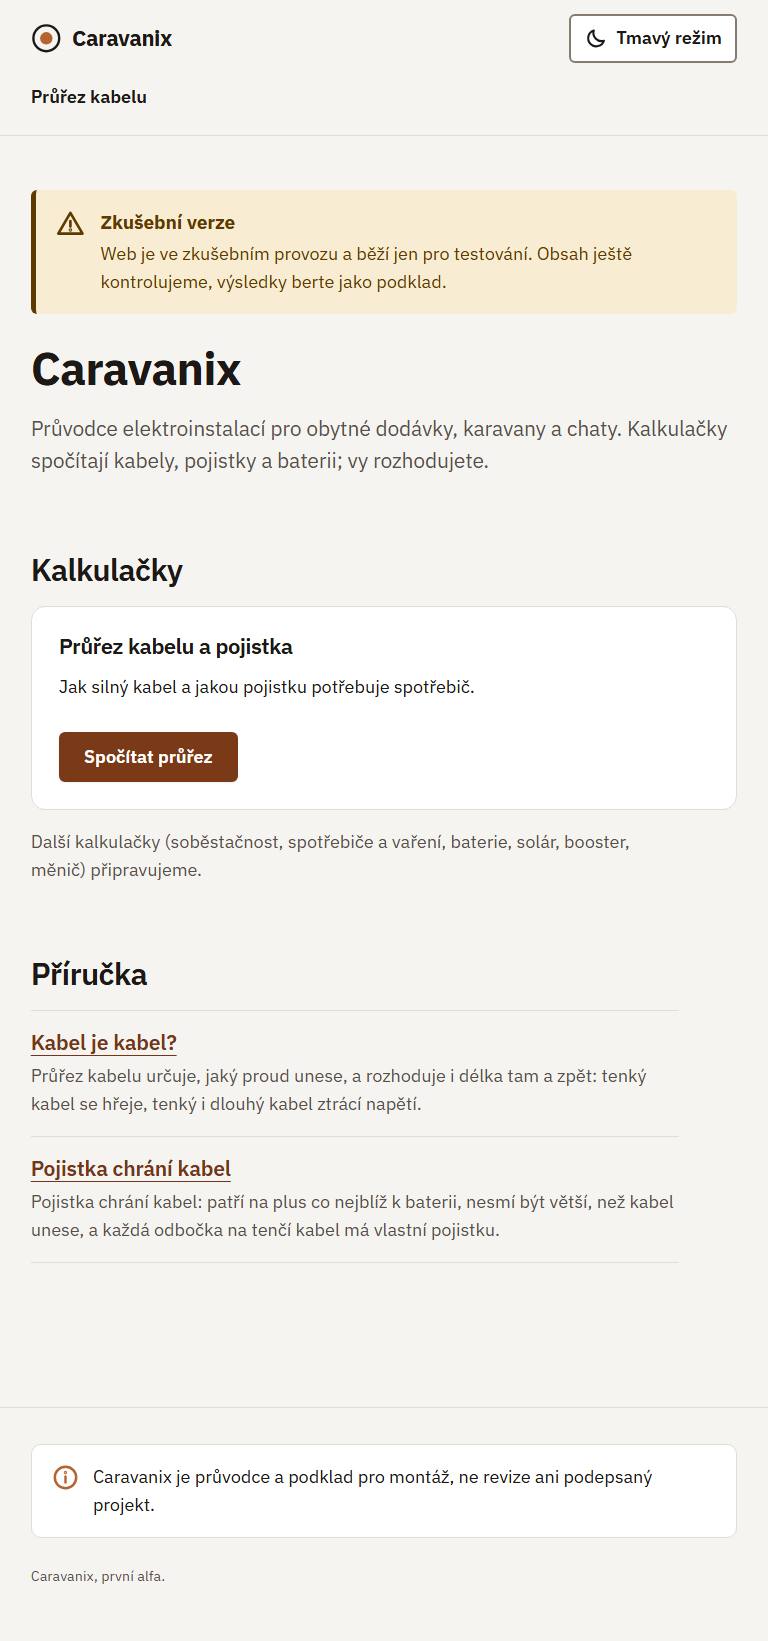 Caravanix
Tmavý režim
Průřez kabelu
Zkušební verze
Web je ve zkušebním provozu a běží jen pro testování. Obsah ještě
kontrolujeme, výsledky berte jako podklad.
Caravanix
Průvodce elektroinstalací pro obytné dodávky, karavany a chaty. Kalkulačky
spočítají kabely, pojistky a baterii; vy rozhodujete.
Kalkulačky
Průřez kabelu a pojistka
Jak silný kabel a jakou pojistku potřebuje spotřebič.
Spočítat průřez
Další kalkulačky (soběstačnost, spotřebiče a vaření, baterie, solár, booster,
měnič) připravujeme.
Příručka
Kabel je kabel?
Průřez kabelu určuje, jaký proud unese, a rozhoduje i délka tam a zpět: tenký
kabel se hřeje, tenký i dlouhý kabel ztrácí napětí.
Pojistka chrání kabel
Pojistka chrání kabel: patří na plus co nejblíž k baterii, nesmí být větší, než kabel
unese, a každá odbočka na tenčí kabel má vlastní pojistku.
Caravanix je průvodce a podklad pro montáž, ne revize ani podepsaný
projekt.
Caravanix, první alfa.